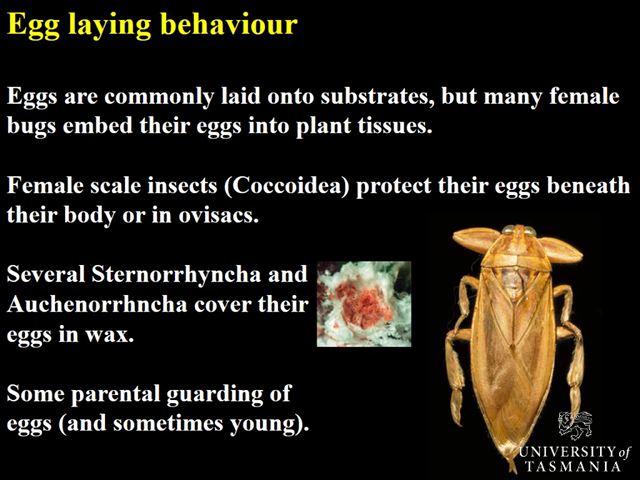 Egg laying behaviour
Eggs are commonly laid onto substrates, but many female
bugs embed their eggs into plant tissues.
Female scale insects (Coccoidea) protect their eggs beneath
their body or in ovisacs.
Several Sternorrhyncha and
Auchenorrhncha cover their
eggs in wax.
Some parental guarding of
eggs (and sometimes young).
UNIVERSITY of
TASMANIA